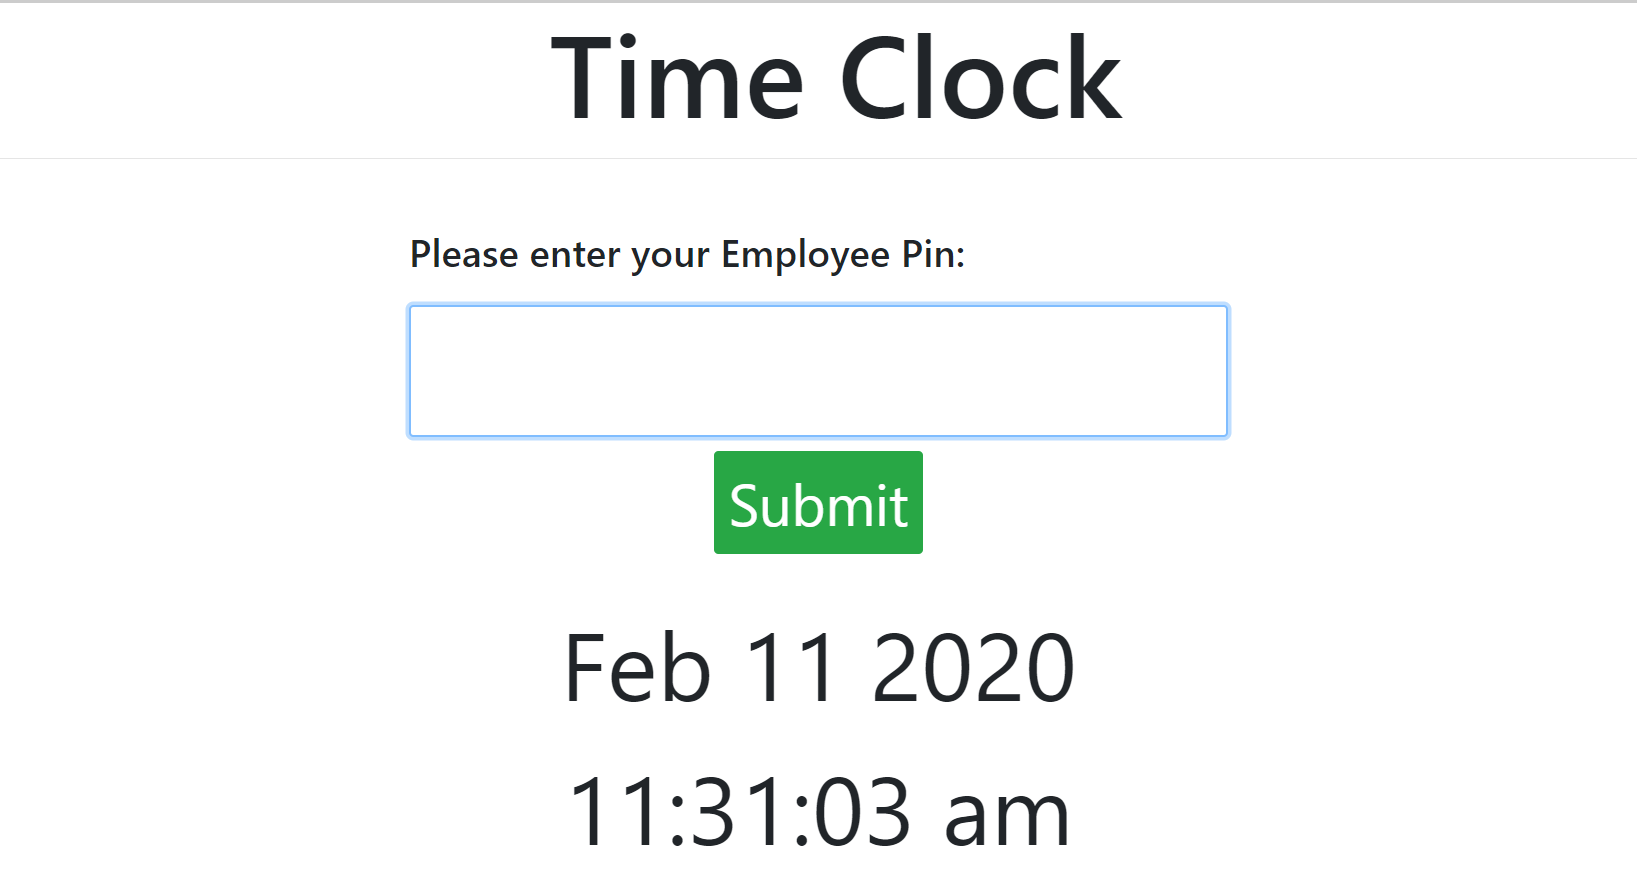 Time Clock
Please enter your Employee Pin:
Submit
Feb 11 2020
11:31:03 am